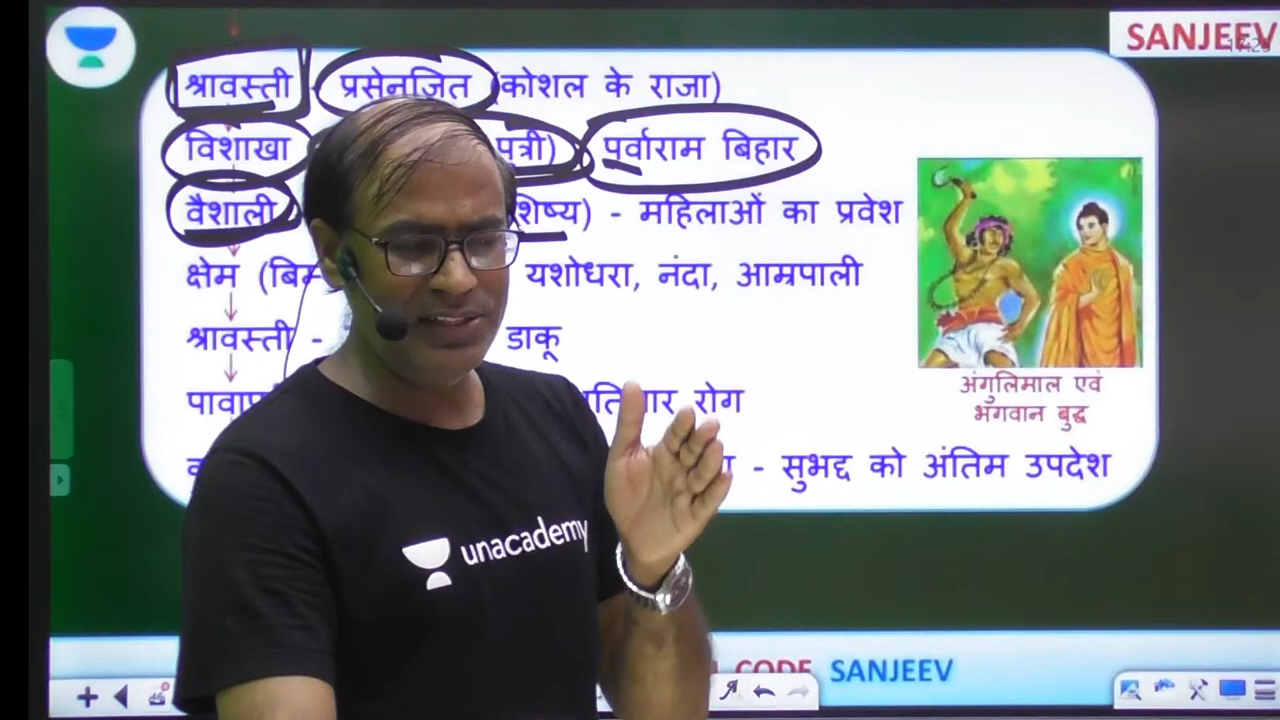 SANJEEV
श्रावस्ती - प्रसेनजित (कोशल के राजा)
विशाखा पुत्री) पूर्वाराम बिहार
वैशाली शिष्य) - महिलाओं का प्रवेश
क्षेम यशोधरा, नंदा, आम्रपाली
श्रावस्ती - डाकू
रोग
- सुभद्द को अंतिम उपदेश
अंगुलिमाल एवं
भगवान बुद्ध
unacademy
CODE SANJEEV